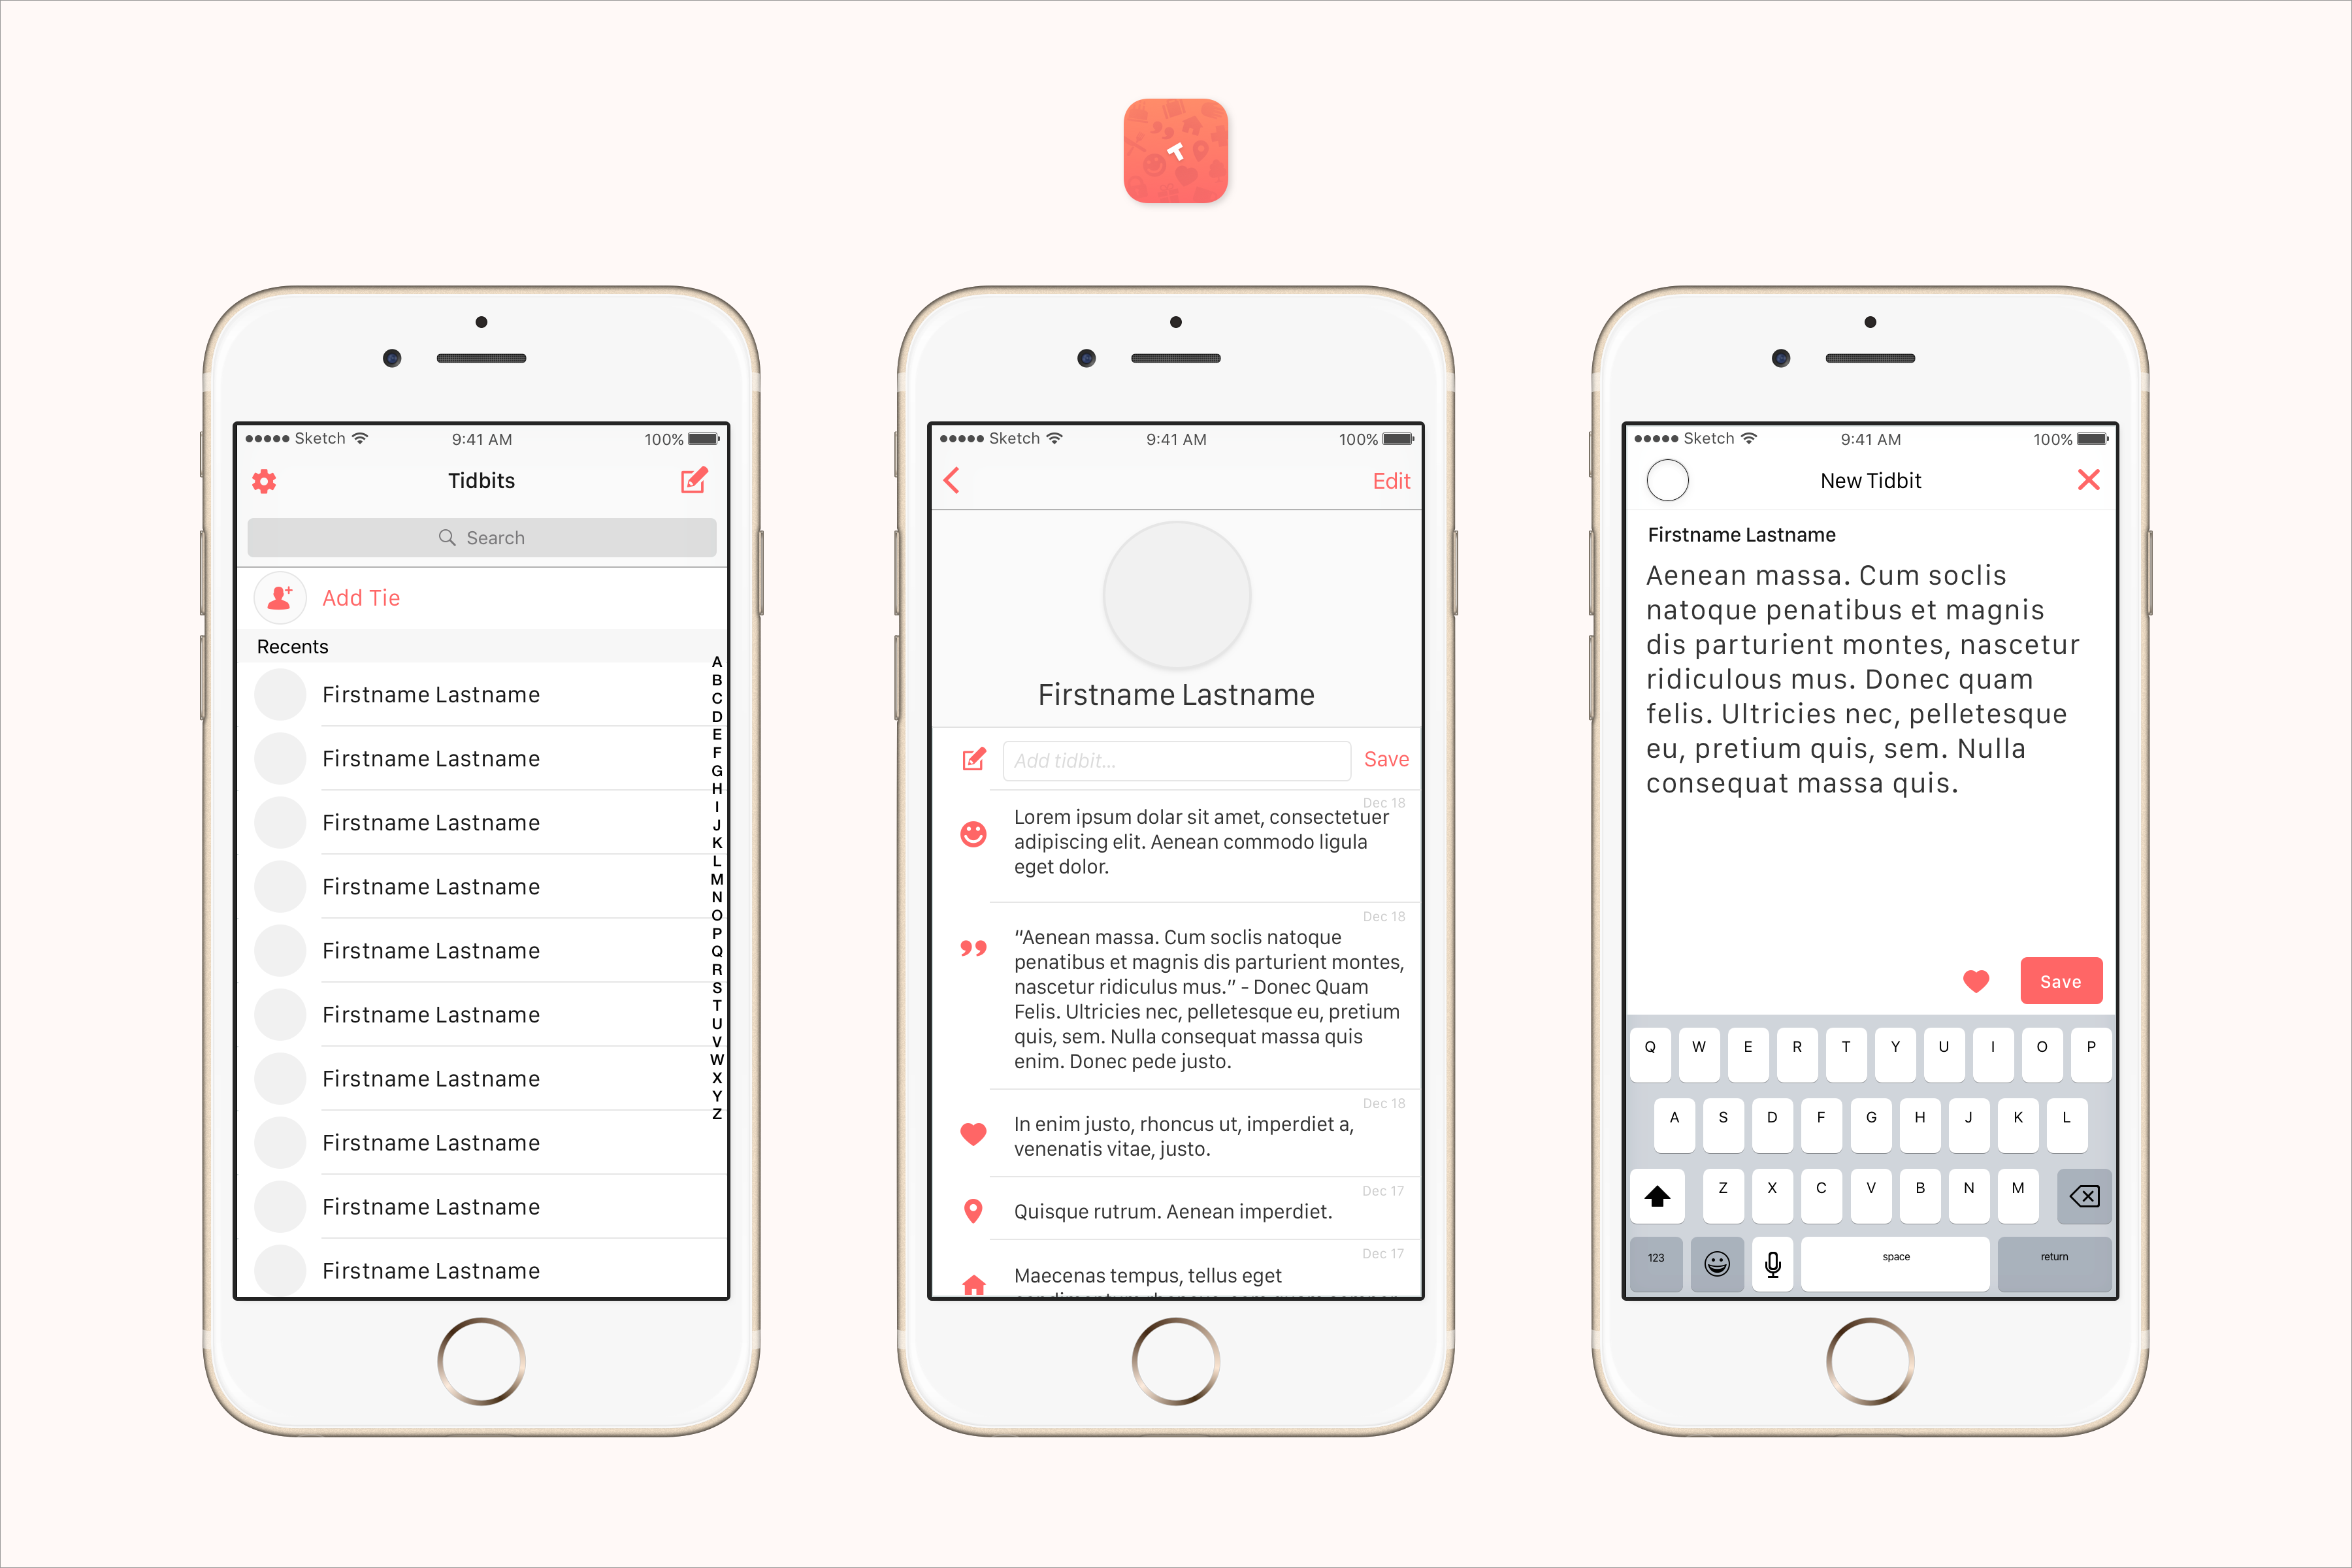 T
Sketch 9:41 AM 100%
Tidbits
Search
Add Tie
Recents
Firstname Lastname
Firstname Lastname
Firstname Lastname
Firstname Lastname
Firstname Lastname
Firstname Lastname
Firstname Lastname
Firstname Lastname
Firstname Lastname
Firstname Lastname
A
B
C
D
E
F
G
H
I
J
K
L
M
N
O
P
Q
R
S
T
U
V
W
X
Y
Z
Sketch 9:41 AM 100%
Edit
Firstname Lastname
Add tidbit... Save
Dec 18
Lorem ipsum dolar sit amet, consectetuer
adipiscing elit. Aenean commodo ligula
eget dolor.
Dec 18
“Aenean massa. Cum soclis natoque
penatibus et magnis dis parturient montes,
nascetur ridiculus mus.” - Donec Quam
Felis. Ultricies nec, pelletesque eu, pretium
quis, sem. Nulla consequat massa quis
enim. Donec pede justo.
Dec 18
In enim justo, rhoncus ut, imperdiet a,
venenatis vitae, justo.
Dec 17
Quisque rutrum. Aenean imperdiet.
Dec 17
Maecenas tempus, tellus eget
Sketch 9:41 AM 100%
New Tidbit
Firstname Lastname
Aenean massa. Cum soclis
natoque penatibus et magnis
dis parturient montes, nascetur
ridiculous mus. Donec quam
felis. Ultricies nec, pelletesque
eu, pretium quis, sem. Nulla
consequat massa quis.
Save
Q W E R T Y U I O P
A S D F G H J K L
Z X C V B N M
123 space return